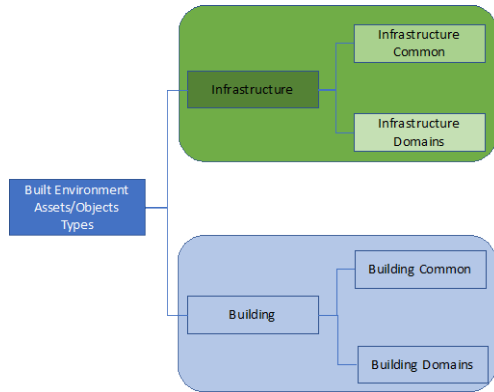 Infrastructure
Common
Infrastructure
Infrastructure
Domains
Built Environment
Assets/Objects
Types
Building Common
Building
Building Domains